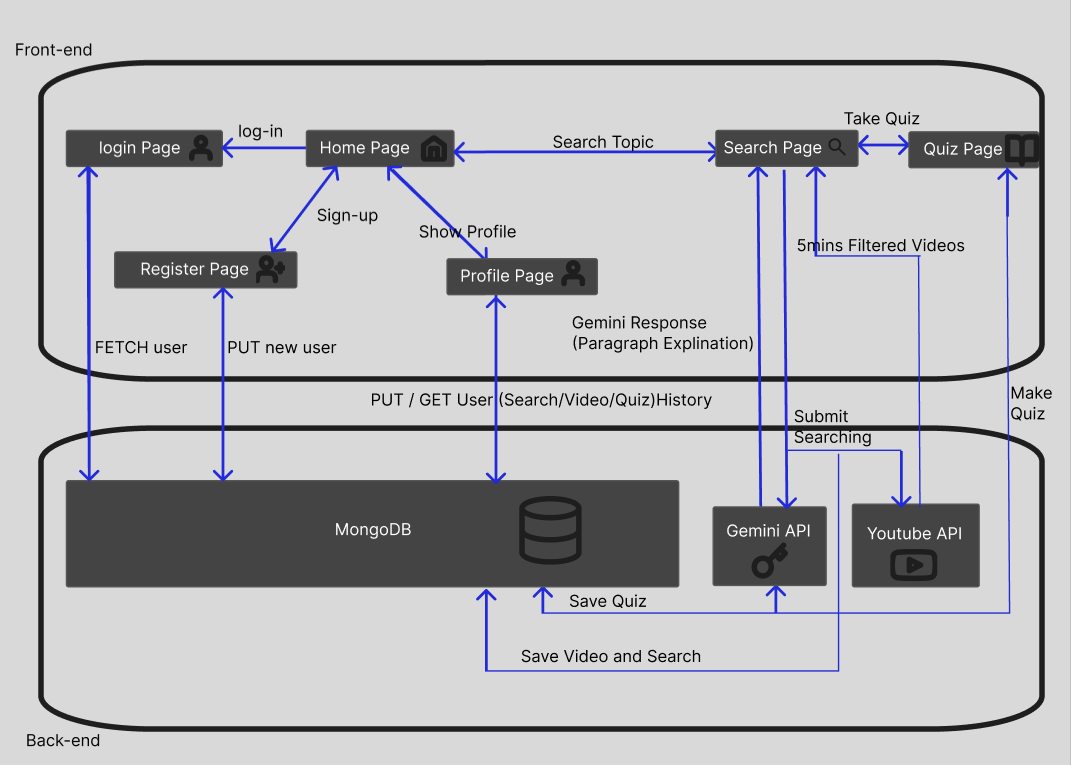 Front-end
Take Quiz
log-in
Search Topic
login Page
Home Page
Search Page
Quiz Page
Sign-up
Show Profile
5mins Filtered Videos
Register Page
Profile Page
Gemini Response
(Paragraph Explination)
FETCH user
PUT new user
PUT / GET User (Search/Video/Quiz)History
Make
Quiz
Submit
Searching
MongoDB
Gemini API
Youtube API
Save Quiz
Save Video and Search
Back-end